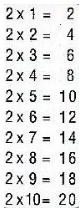 2 x 1 = 2
2 x 2 = 4
2 x 3 = 6
2 x 4 = 8
2 x 5 = 10
2 x 6 = 12
2 x 7 = 14
2 x 8 = 16
2 x 9 = 18
2 x 10= 20